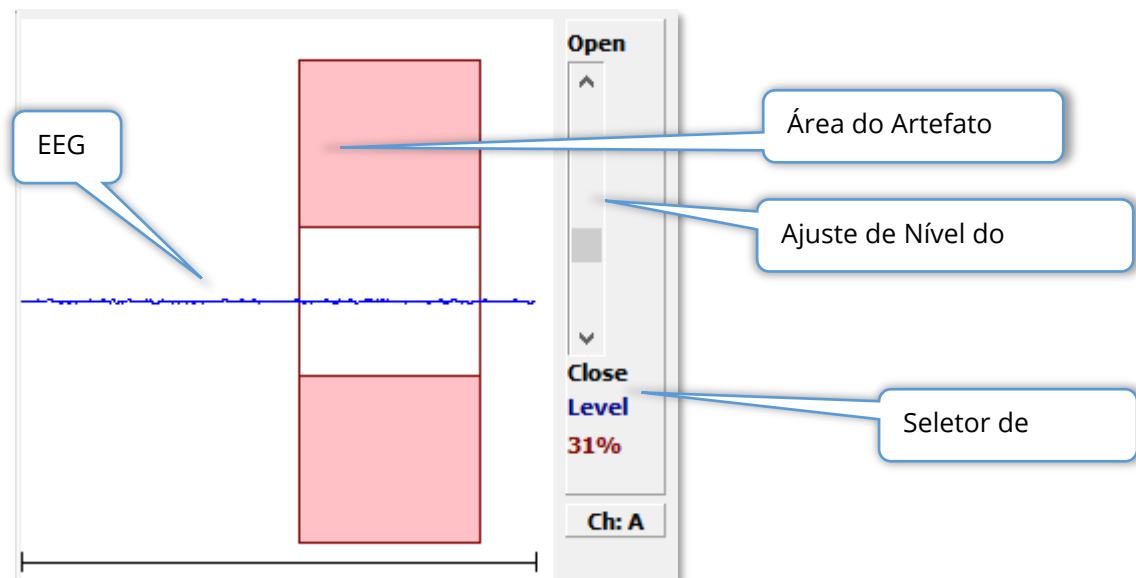 Open
EEG
Área do Artefato
Ajuste de Nível do
Close
Level
31%
Seletor de
Ch: A